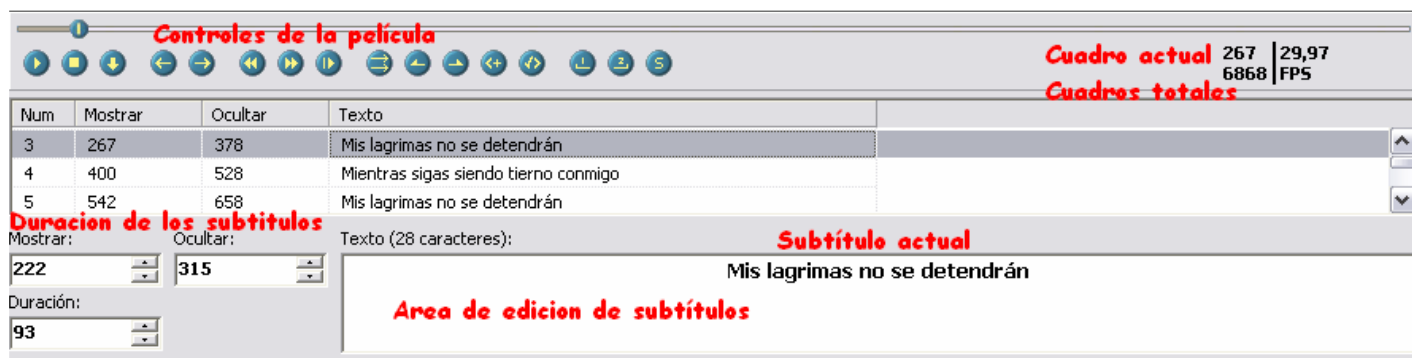 Controles de la película
Cuadro actual 267 29,97
6868 FPS
Cuadros totales
Num Mostrar Ocultar Texto
3 267 378 Mis lagrimas no se detendrán
4 400 528 Mientras sigas siendo tierno conmigo
5 542 658 Mis lagrimas no se detendrán
Duracion de los subtitulos
Mostrar: Ocultar: Texto (28 caracteres): Subtítulo actual
222 315 Mis lagrimas no se detendrán
Duración:
Area de edicion de subtítulos
93